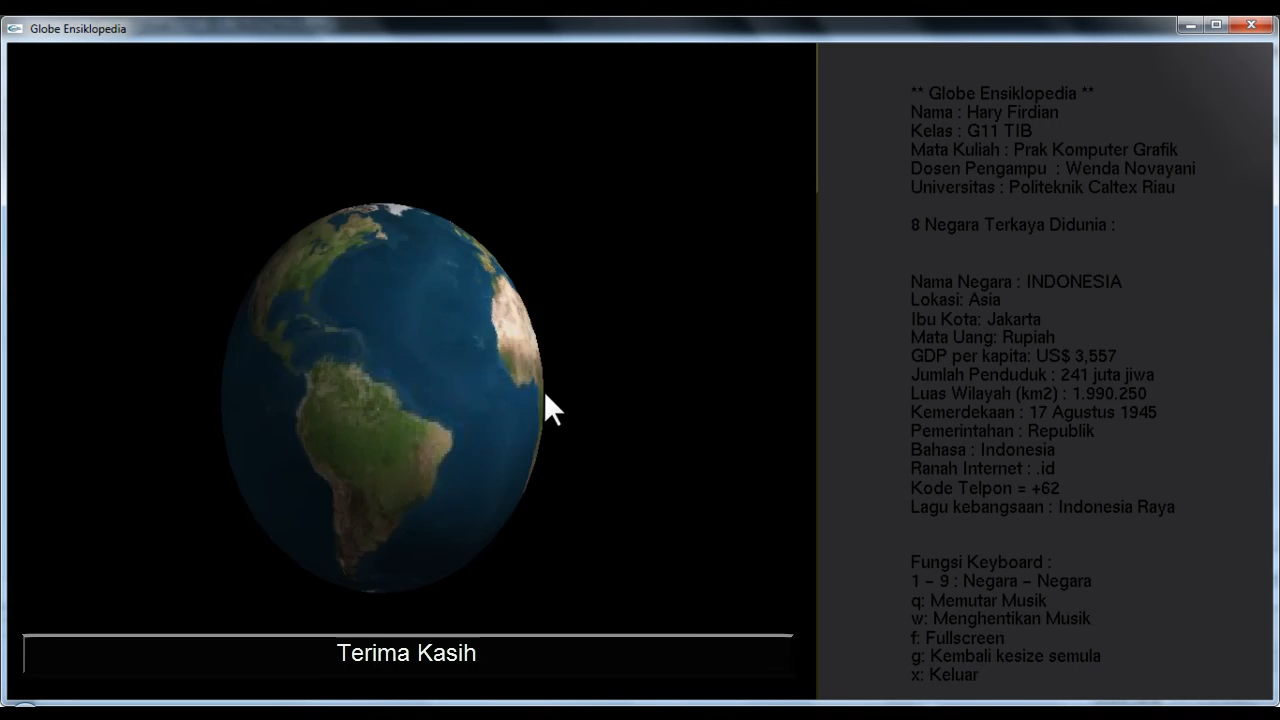 Globe Ensiklopedia
** Globe Ensiklopedia **
Nama : Hary Firdian
Kelas : G11 TIB
Mata Kuliah : Prak Komputer Grafik
Dosen Pengampu  : Wenda Novayani
Universitas : Politeknik Caltex Riau
8 Negara Terkaya Didunia :
Nama Negara : INDONESIA
Lokasi: Asia
Ibu Kota: Jakarta
Mata Uang: Rupiah
GDP per kapita: US$ 3,557
Jumlah Penduduk : 241 juta jiwa
Luas Wilayah (km2) : 1.990.250
Kemerdekaan : 17 Agustus 1945
Pemerintahan : Republik
Bahasa : Indonesia
Ranah Internet : .id
Kode Telpon = +62
Lagu kebangsaan : Indonesia Raya
Fungsi Keyboard :
1 - 9 : Negara - Negara
q: Memutar Musik
w: Menghentikan Musik
f: Fullscreen
g: Kembali kesize semula
x: Keluar
Terima Kasih